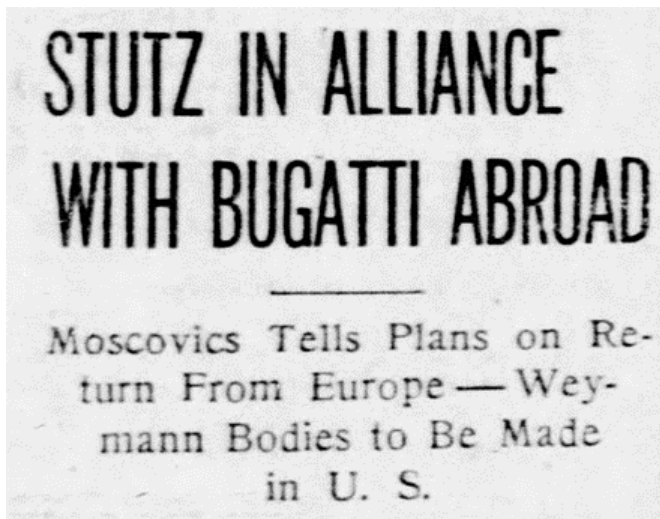 STUTZ IN ALLIANCE
WITH BUGATTI ABROAD
Moscovics Tells Plans on Re-
turn From Europe — Wey-
mann Bodies to Be Made
in U. S.